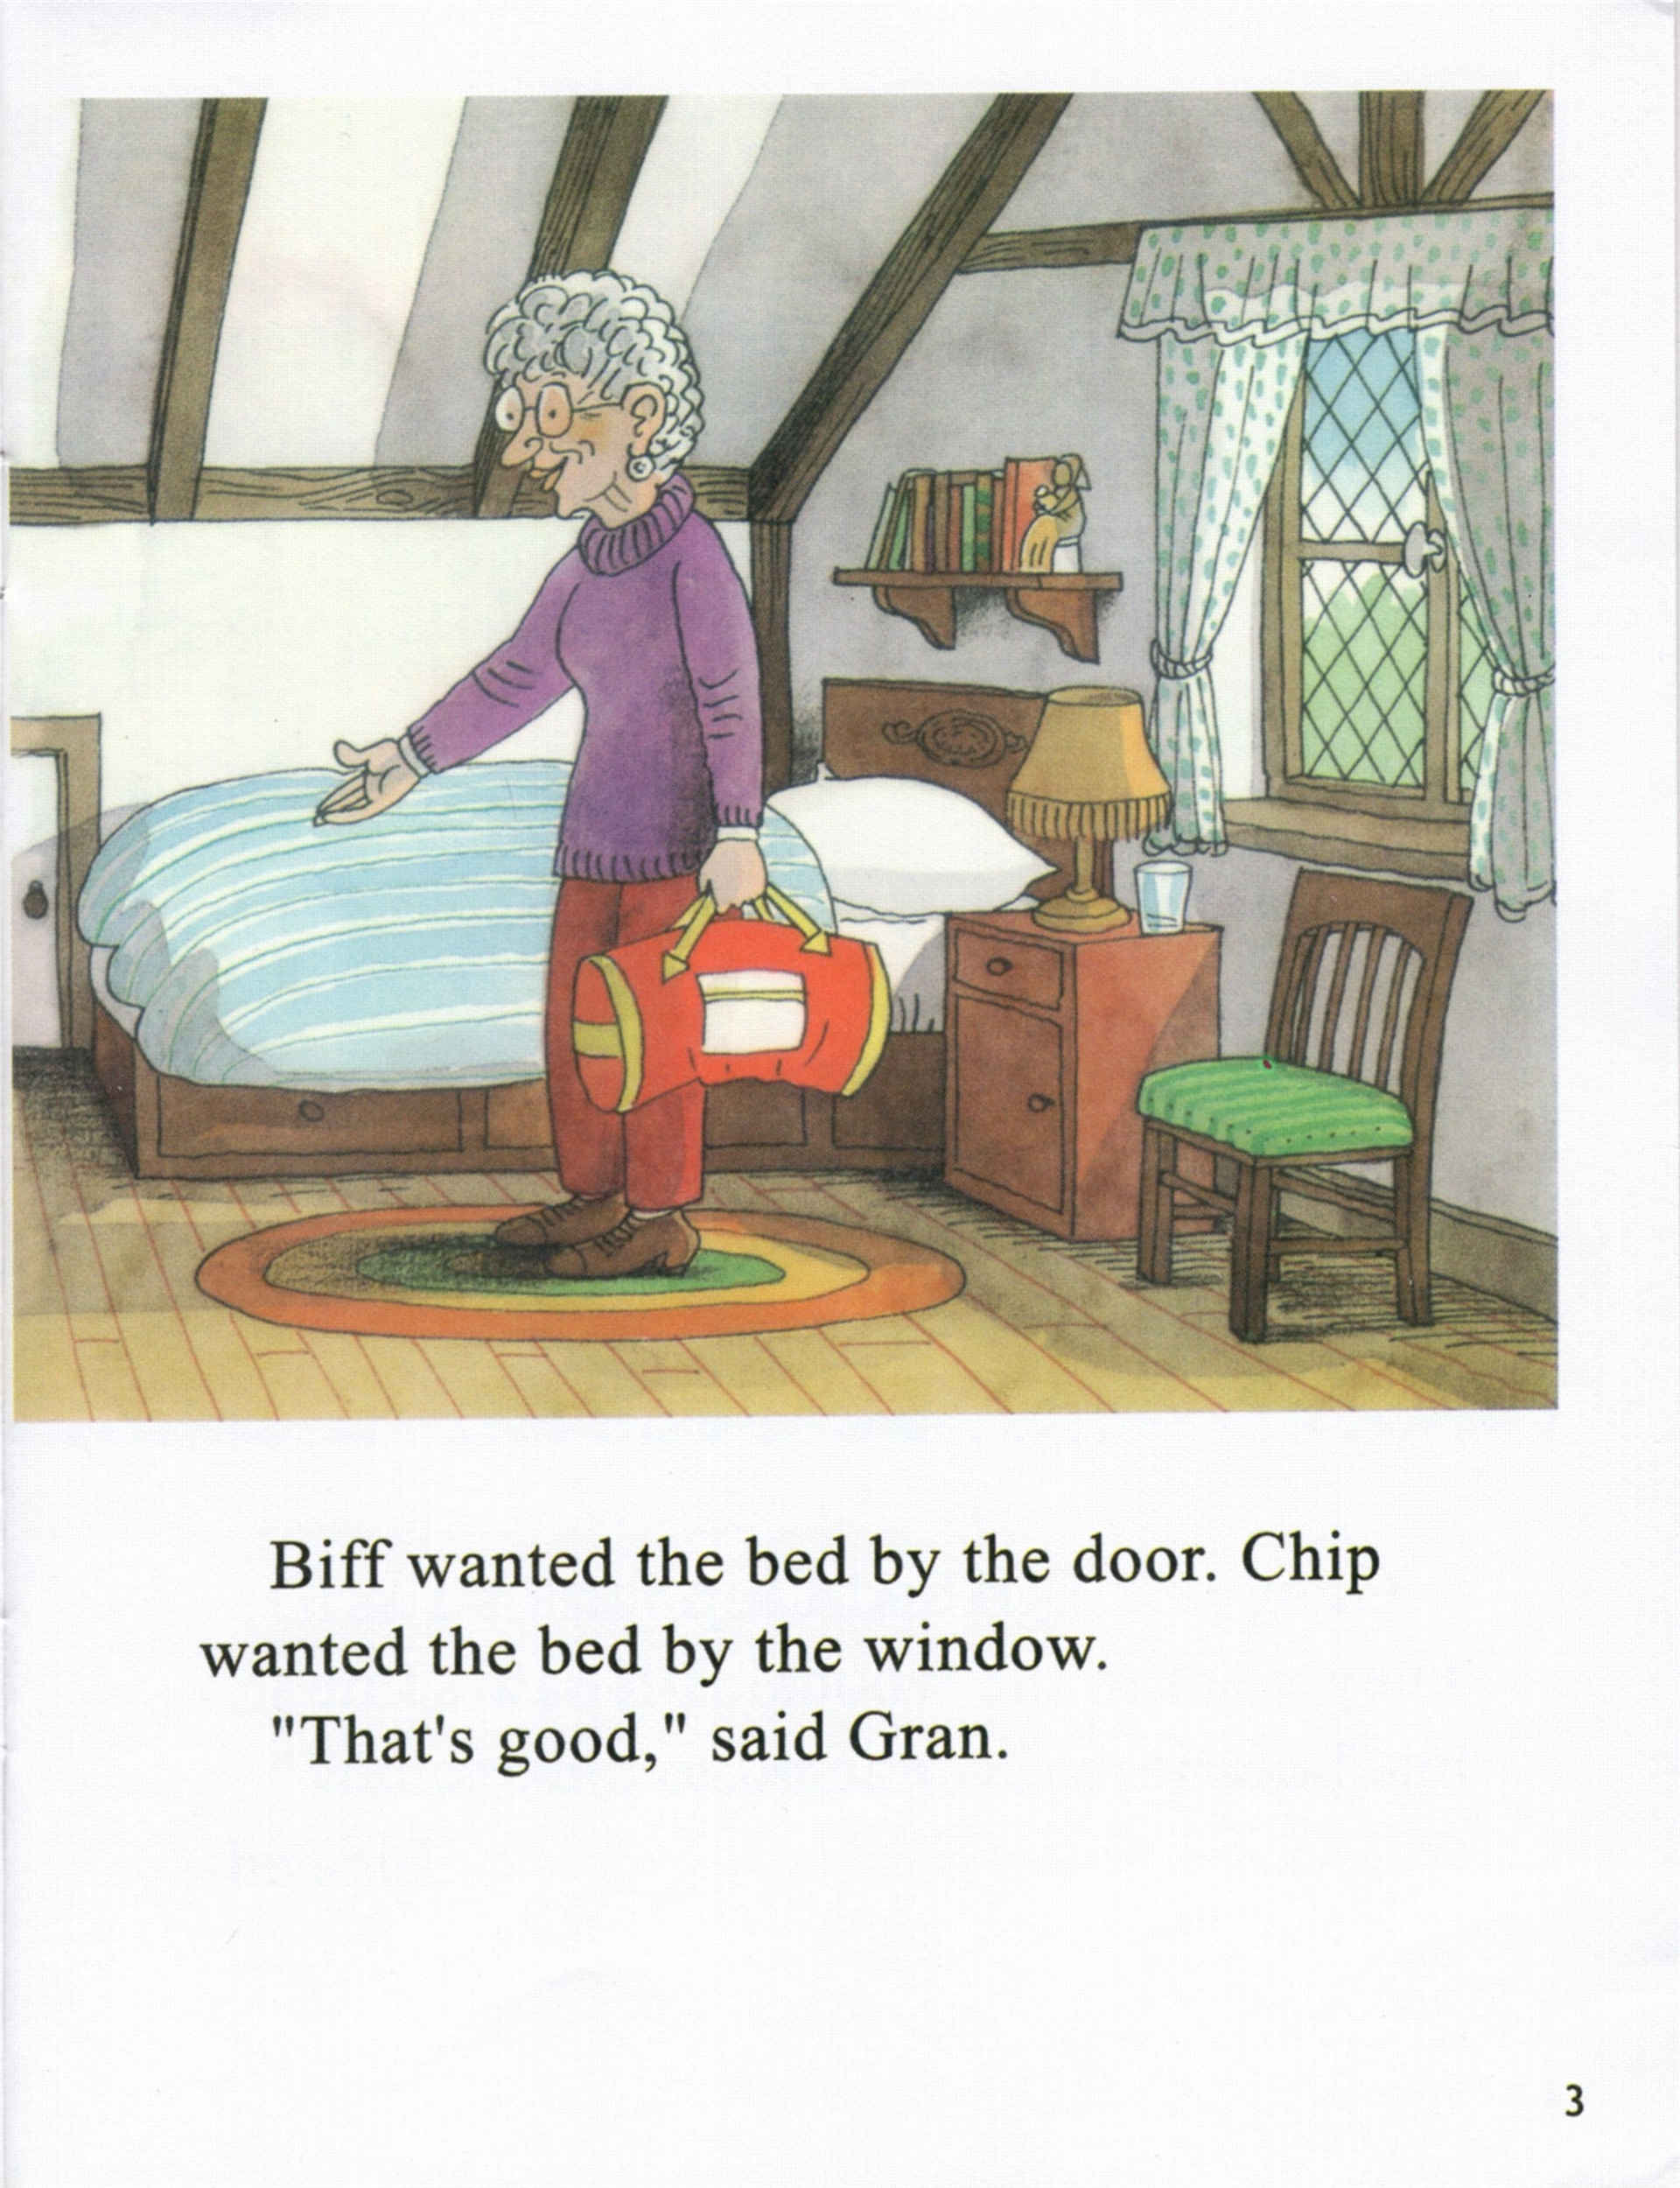 Biff wanted the bed by the door. Chip
wanted the bed by the window.
"That's good," said Gran.
3